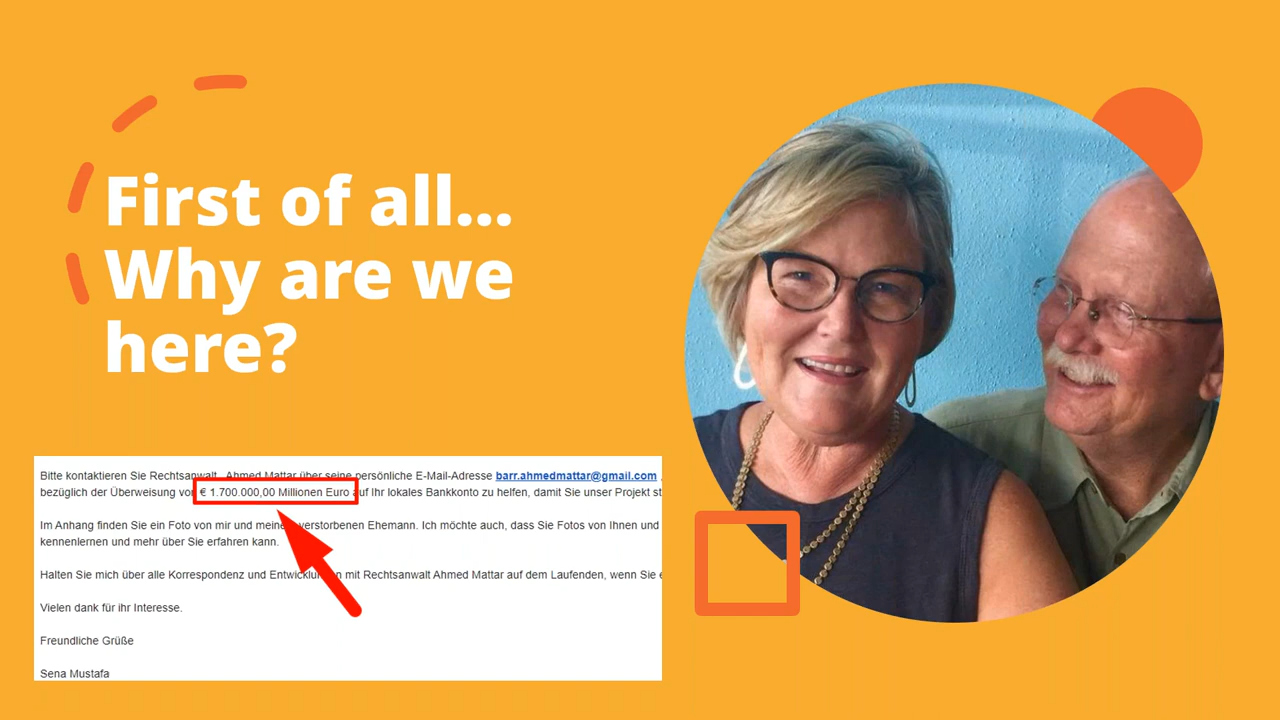 First of all...
Why are we
here?
Bitte kontaktieren Sie Rechtsanwalt Ahmed Mattar über seine persönliche E-Mail-Adresse barr.ahmedmattar@gmail.com ,
bezüglich der Überweisung von € 1.700.000,00 Millionen Euro auf Ihr lokales Bankkonto zu helfen, damit Sie unser Projekt st
Im Anhang finden Sie ein Foto von mir und meine verstorbenen Ehemann. Ich möchte auch, dass Sie Fotos von Ihnen und
kennenlernen und mehr über Sie erfahren kann.
Halten Sie mich über alle Korrespondenz und Entwicklungen mit Rechtsanwalt Ahmed Mattar auf dem Laufenden, wenn Sie e
Vielen dank für ihr Interesse.
Freundliche Grüße
Sena Mustafa